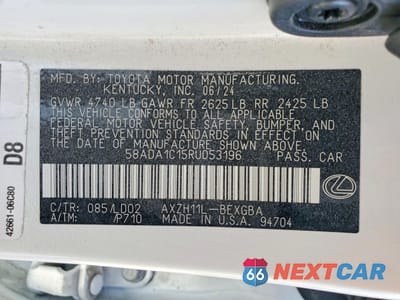 MFD. BY: TOYOTA MOTOR MANUFACTURING,
KENTUCKY, INC. 06/24
GVWR 4740 LB GAWR FR 2625 LB RR 2425 LB
THIS VEHICLE CONFORMS TO ALL APPLICABLE
FEDERAL MOTOR VEHICLE SAFETY, BUMPER, AND
THEFT PREVENTION STANDARDS IN EFFECT ON
THE DATE OF MANUFACTURE SHOWN ABOVE.
58ADA1C15RU053196 PASS. CAR
C/TR: 085/LD02 AXZH11L-BEXGBA
A/TM: /P710 MADE IN U.S.A. 94704
D8
42661-06C80
66 NEXTCAR